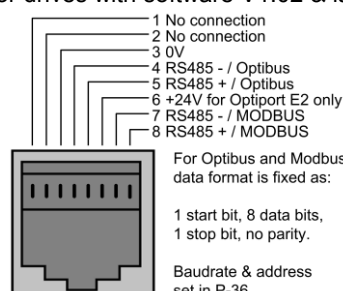 1 No connection
2 No connection
3 0V
4 RS485 - / Optibus
5 RS485 + / Optibus
6 +24V for Optiport E2 only
7 RS485 - / MODBUS
8 RS485 + / MODBUS
For Optibus and Modbus
data format is fixed as:
1 start bit, 8 data bits,
1 stop bit, no parity.
Baudrate & address